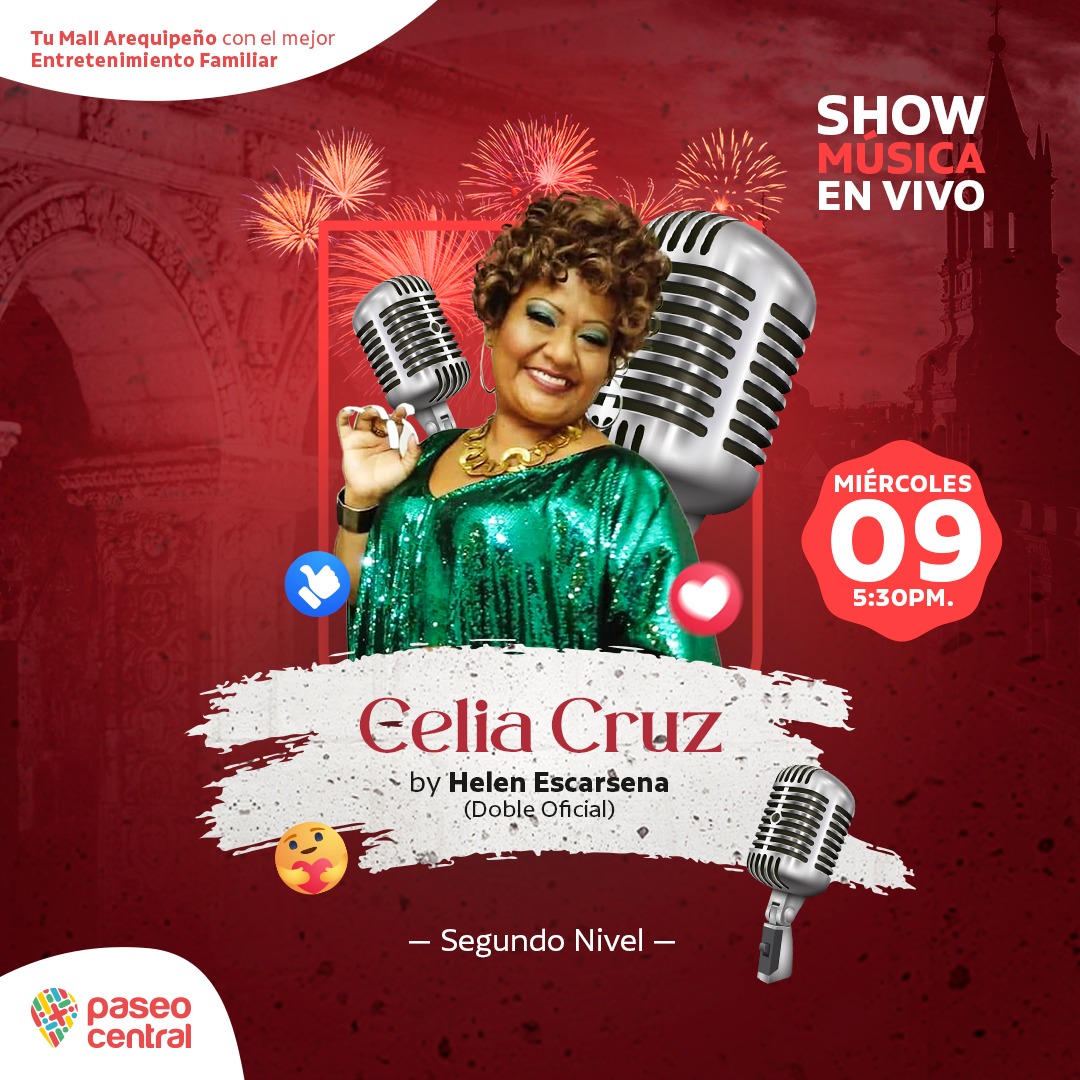 Tu Mall Arequipeño con el mejor
Entretenimiento Familiar
SHOW
MÚSICA
EN VIVO
MIÉRCOLES
09
5:30PM.
Celia Cruz
by Helen Escarsena
(Doble Oficial)
— Segundo Nivel —
paseo
central